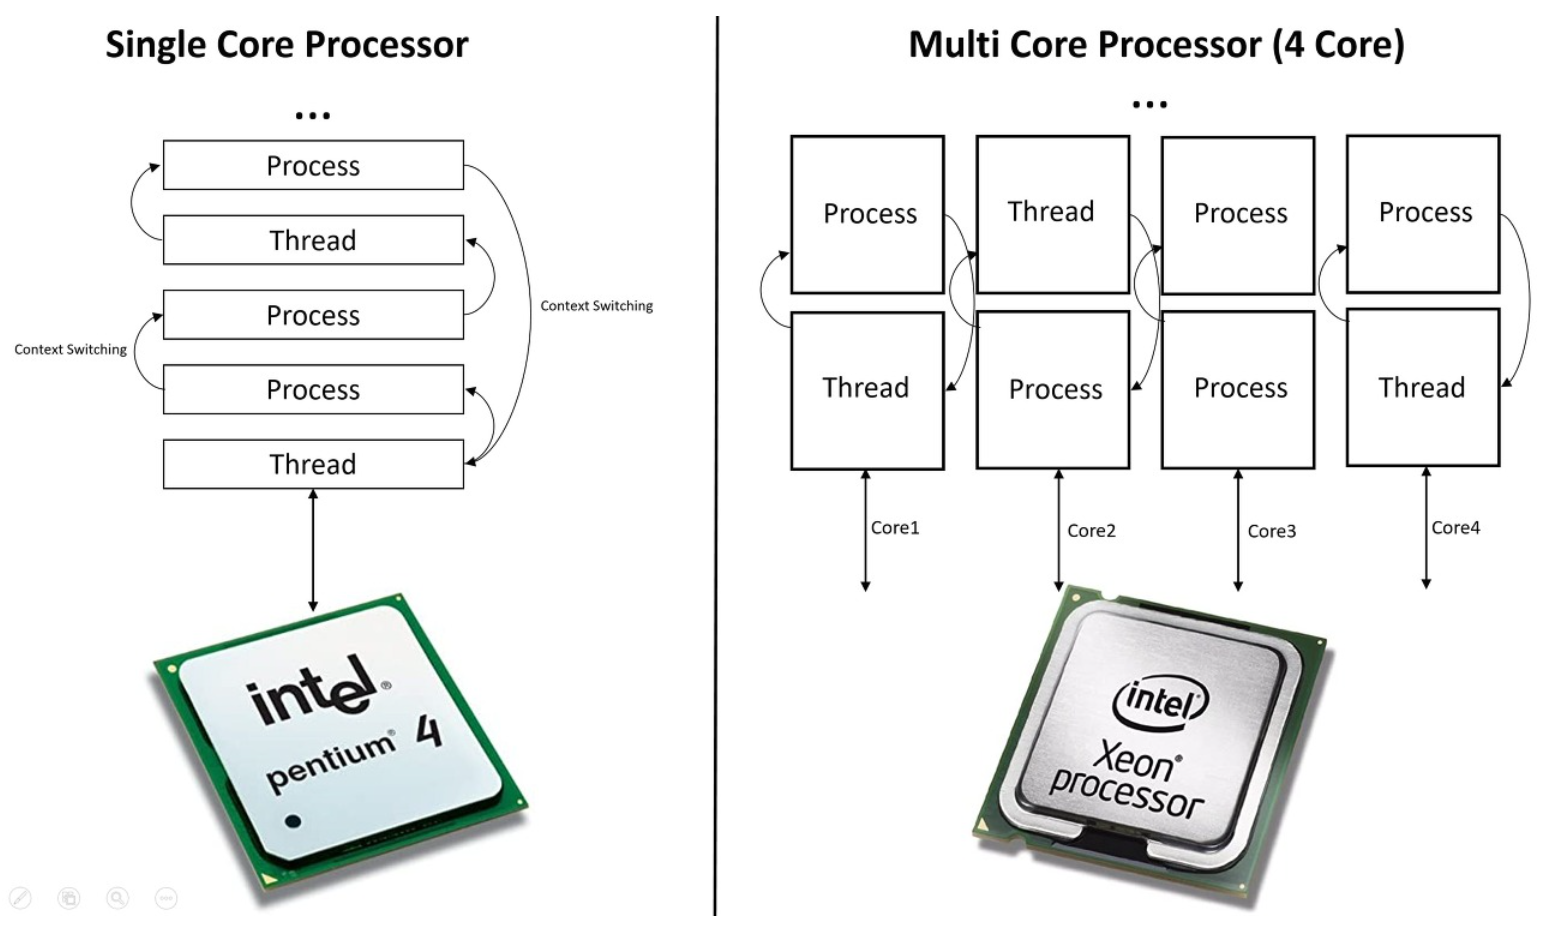 Single Core Processor
...
Process
Thread
Process
Process
Thread
Context Switching
Context Switching
intel®
pentium® 4
Multi Core Processor (4 Core)
...
Process
Thread
Process
Process
Thread
Process
Process
Thread
Core1
Core2
Core3
Core4
intel®
Xeon®
processor